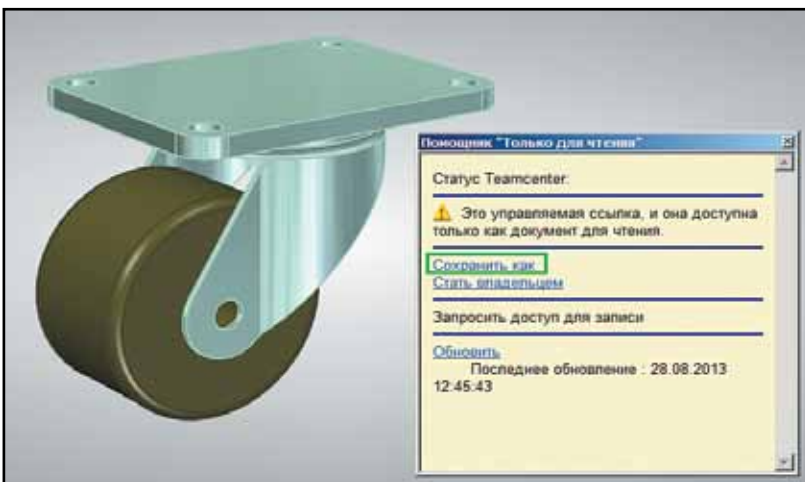 Помощник "Только для чтения"
Статус Teamcenter:
Это управляемая ссылка, и она доступна
только как документ для чтения.
Сохранить как
Стать владельцем
Запросить доступ для записи
Обновить
Последнее обновление : 28.08.2013
12:45:43